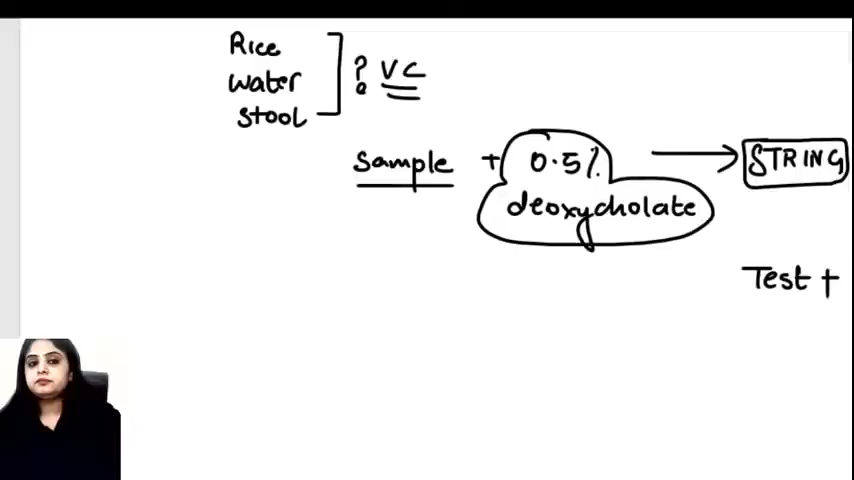 Rice
water
stool
? VC
sample + 0.5% → STRING
deoxycholate
Test +